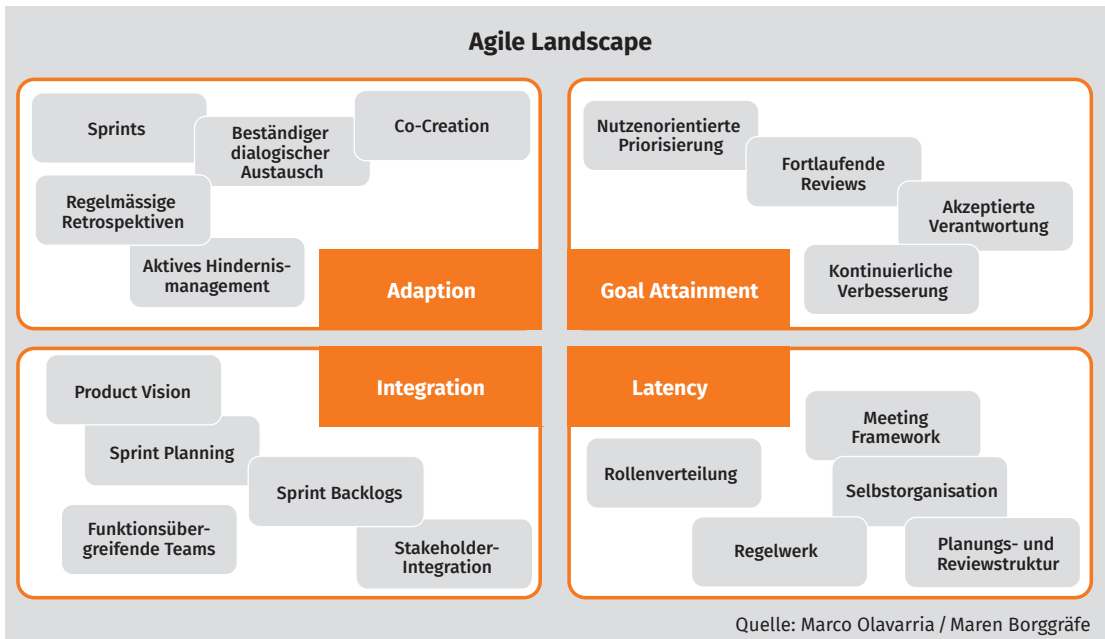 Agile Landscape
Sprints
Beständiger
dialogischer
Austausch
Co-Creation
Regelmässige
Retrospektiven
Aktives Hindernis-
management
Adaption
Nutzenorientierte
Priorisierung
Fortlaufende
Reviews
Akzeptierte
Verantwortung
Kontinuierliche
Verbesserung
Goal Attainment
Integration
Product Vision
Sprint Planning
Sprint Backlogs
Funktionsüber-
greifende Teams
Stakeholder-
Integration
Latency
Meeting
Framework
Rollenverteilung
Selbstorganisation
Regelwerk
Planungs- und
Reviewstruktur
Quelle: Marco Olavarria / Maren Borggräfe